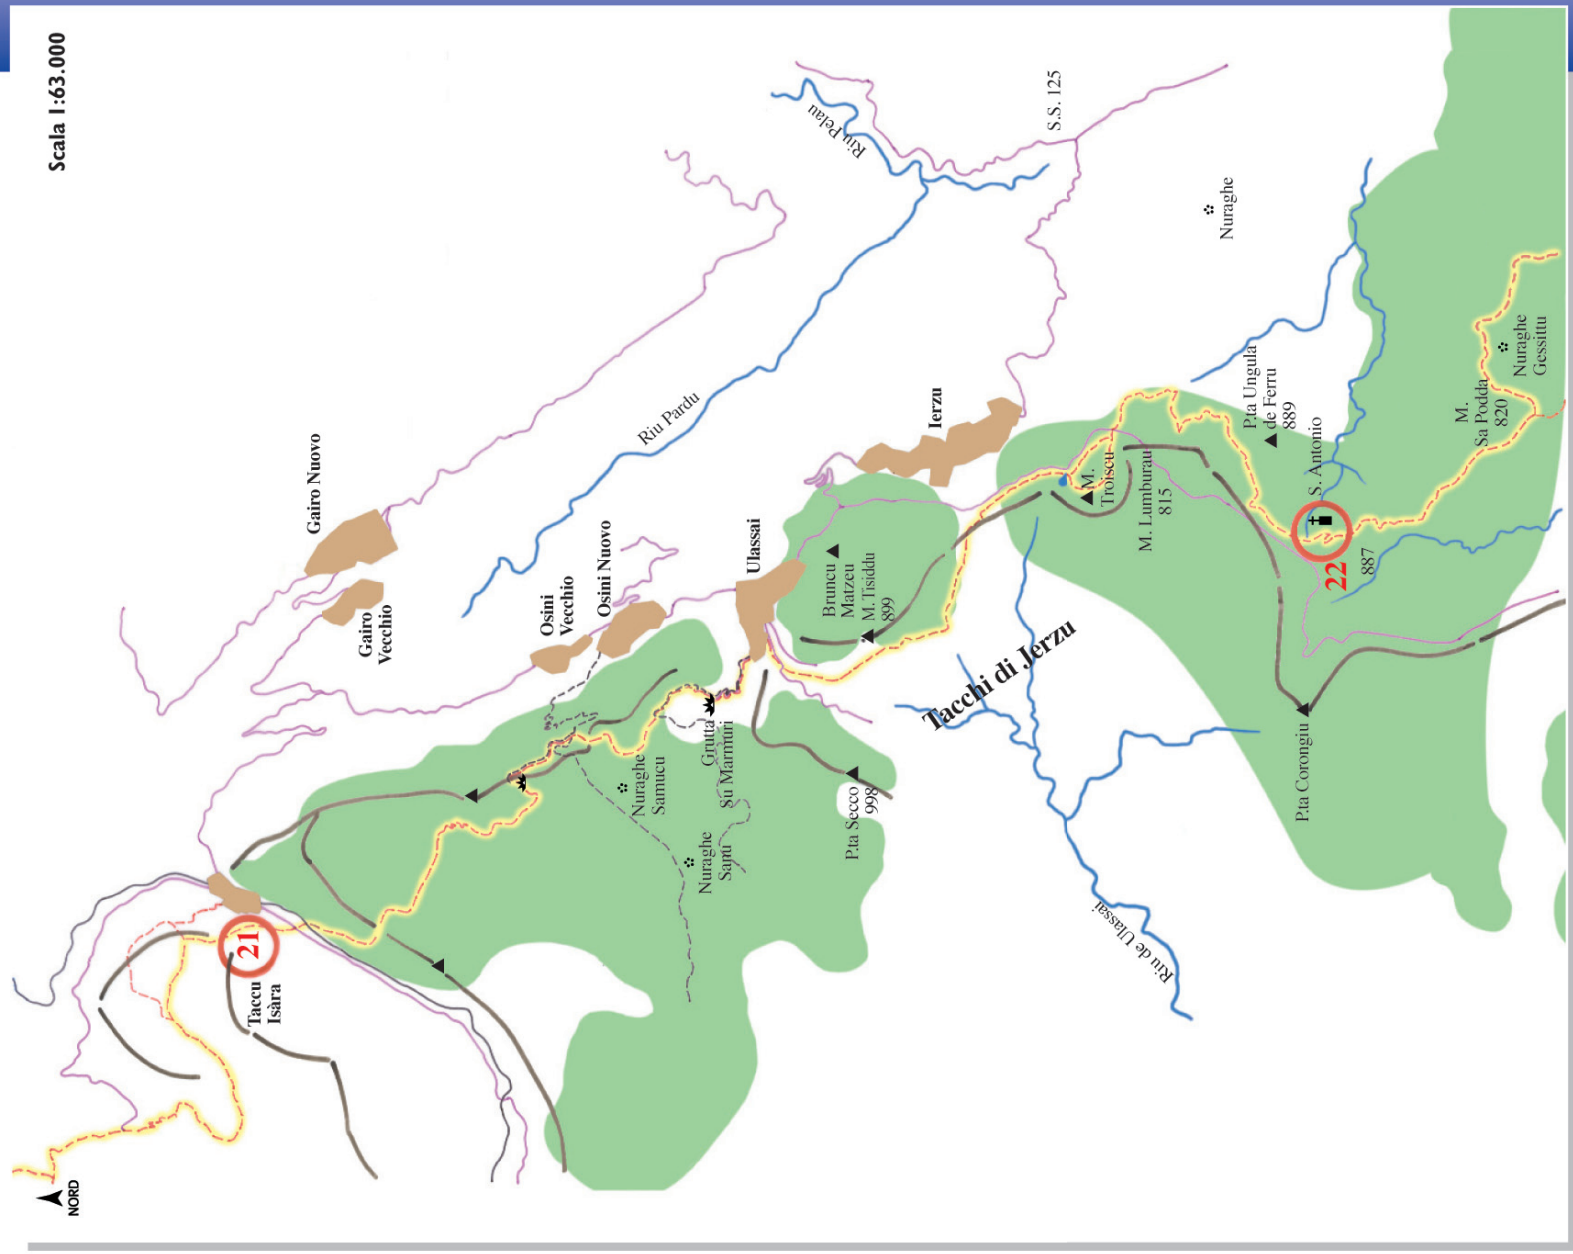 Scala 1:63.000
NORD
21
Taccu
Isàra
Gairo Nuovo
Gairo
Vecchio
Osini
Vecchio
Osini Nuovo
Ulassai
Ierzu
Riu Pardu
Riu Pelau
S.S. 125
Nuraghe
Nuraghe
Samucu
Nuraghe
Sanu
Grutta
Su Marmuri
Bruncu
Matzeu
M. Tisiddu
899
P.ta Secco
998
Tacchi di Jerzu
Riu de Ulassai
M.
Troiscu
M. Lumburau
815
P.ta Ungula
de Ferru
889
S. Antonio
22
887
P.ta Corongiu
M.
Sa Podda
820
Nuraghe
Gessittu